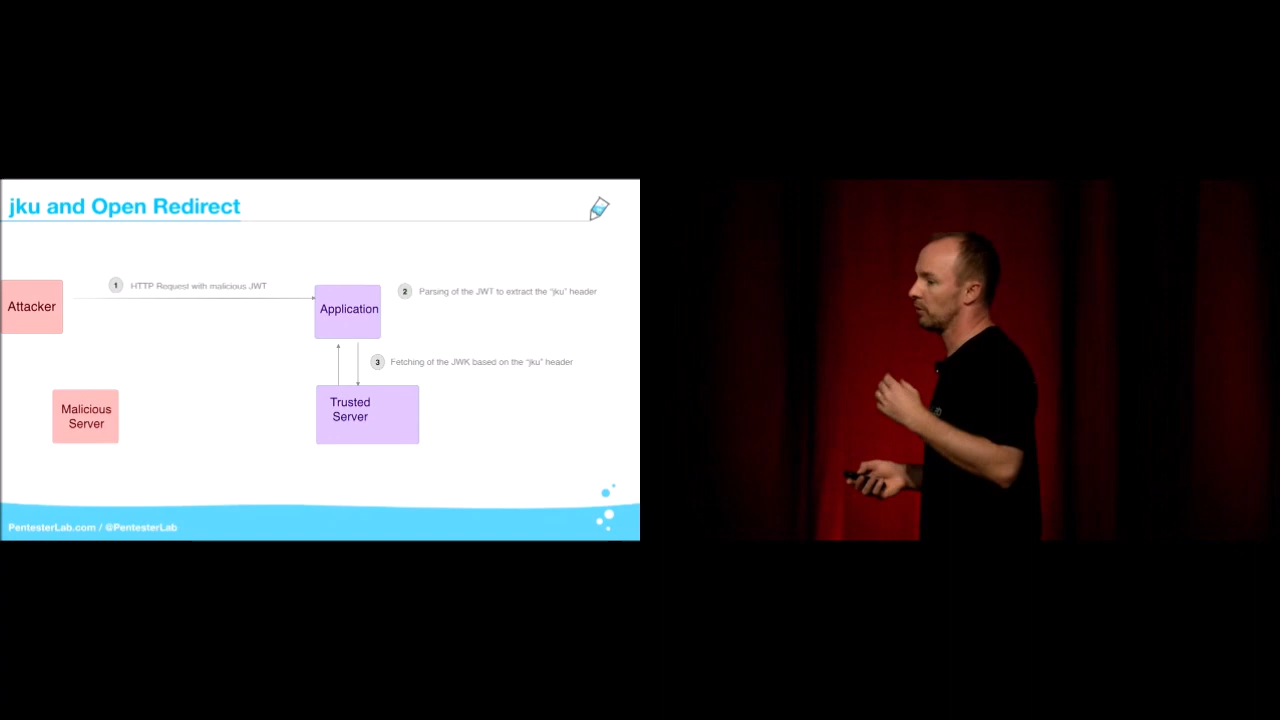 jku and Open Redirect
1 HTTP Request with malicious JWT
Attacker
Application
2 Parsing of the JWT to extract the “jku” header
3 Fetching of the JWK based on the “jku” header
Malicious
Server
Trusted
Server
PentesterLab.com / @PentesterLab